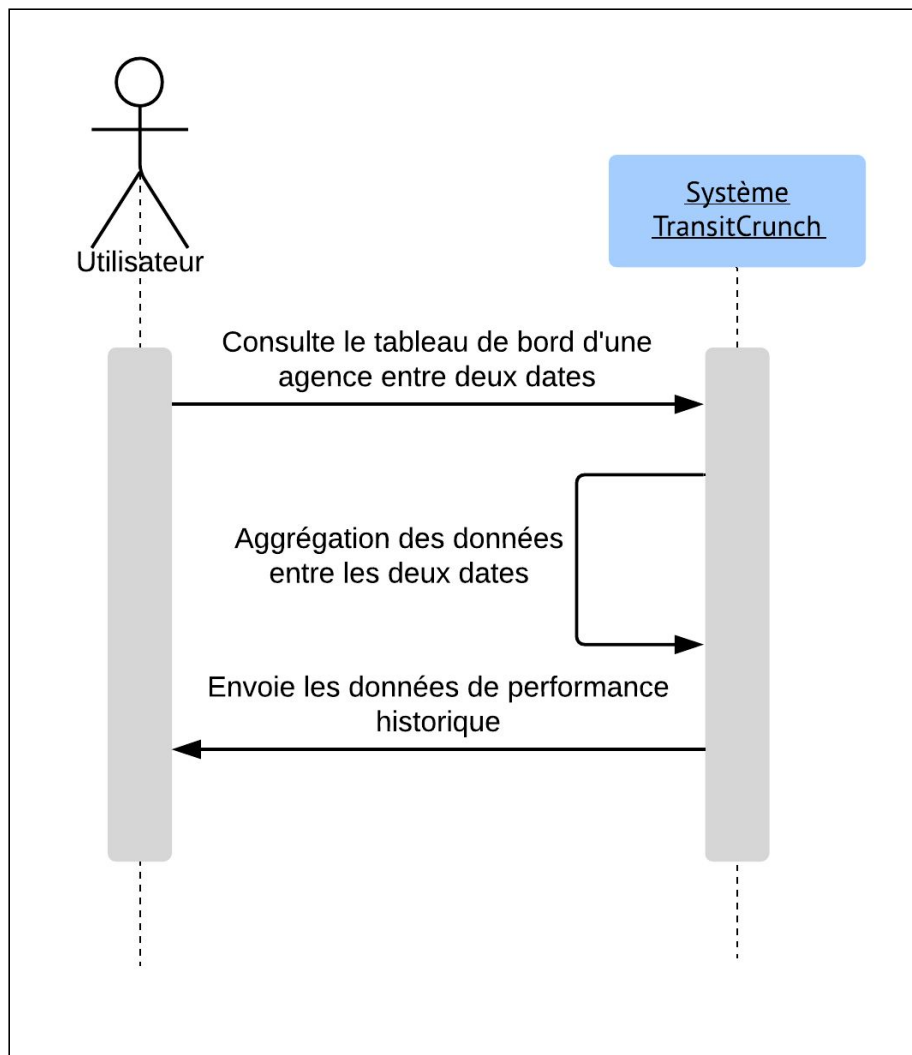 Utilisateur
Système
TransitCrunch
Consulte le tableau de bord d'une
agence entre deux dates
Aggrégation des données
entre les deux dates
Envoie les données de performance
historique